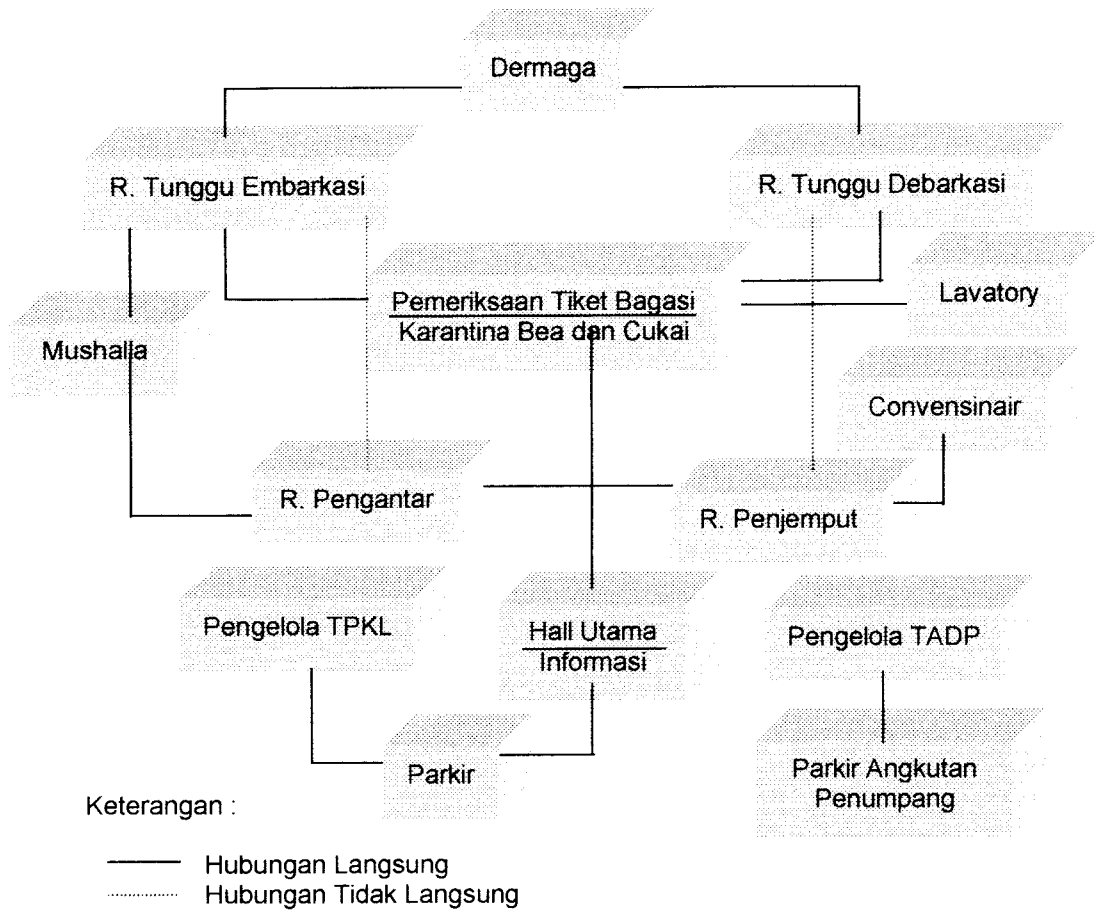 Dermaga
R. Tunggu Embarkasi
R. Tunggu Debarkasi
Pemeriksaan Tiket Bagasi
Karantina Bea dan Cukai
Lavatory
Mushalla
Convensinair
R. Pengantar
R. Penjemput
Pengelola TPKL
Hall Utama
Informasi
Pengelola TADP
Parkir
Parkir Angkutan
Penumpang
Keterangan :
Hubungan Langsung
Hubungan Tidak Langsung